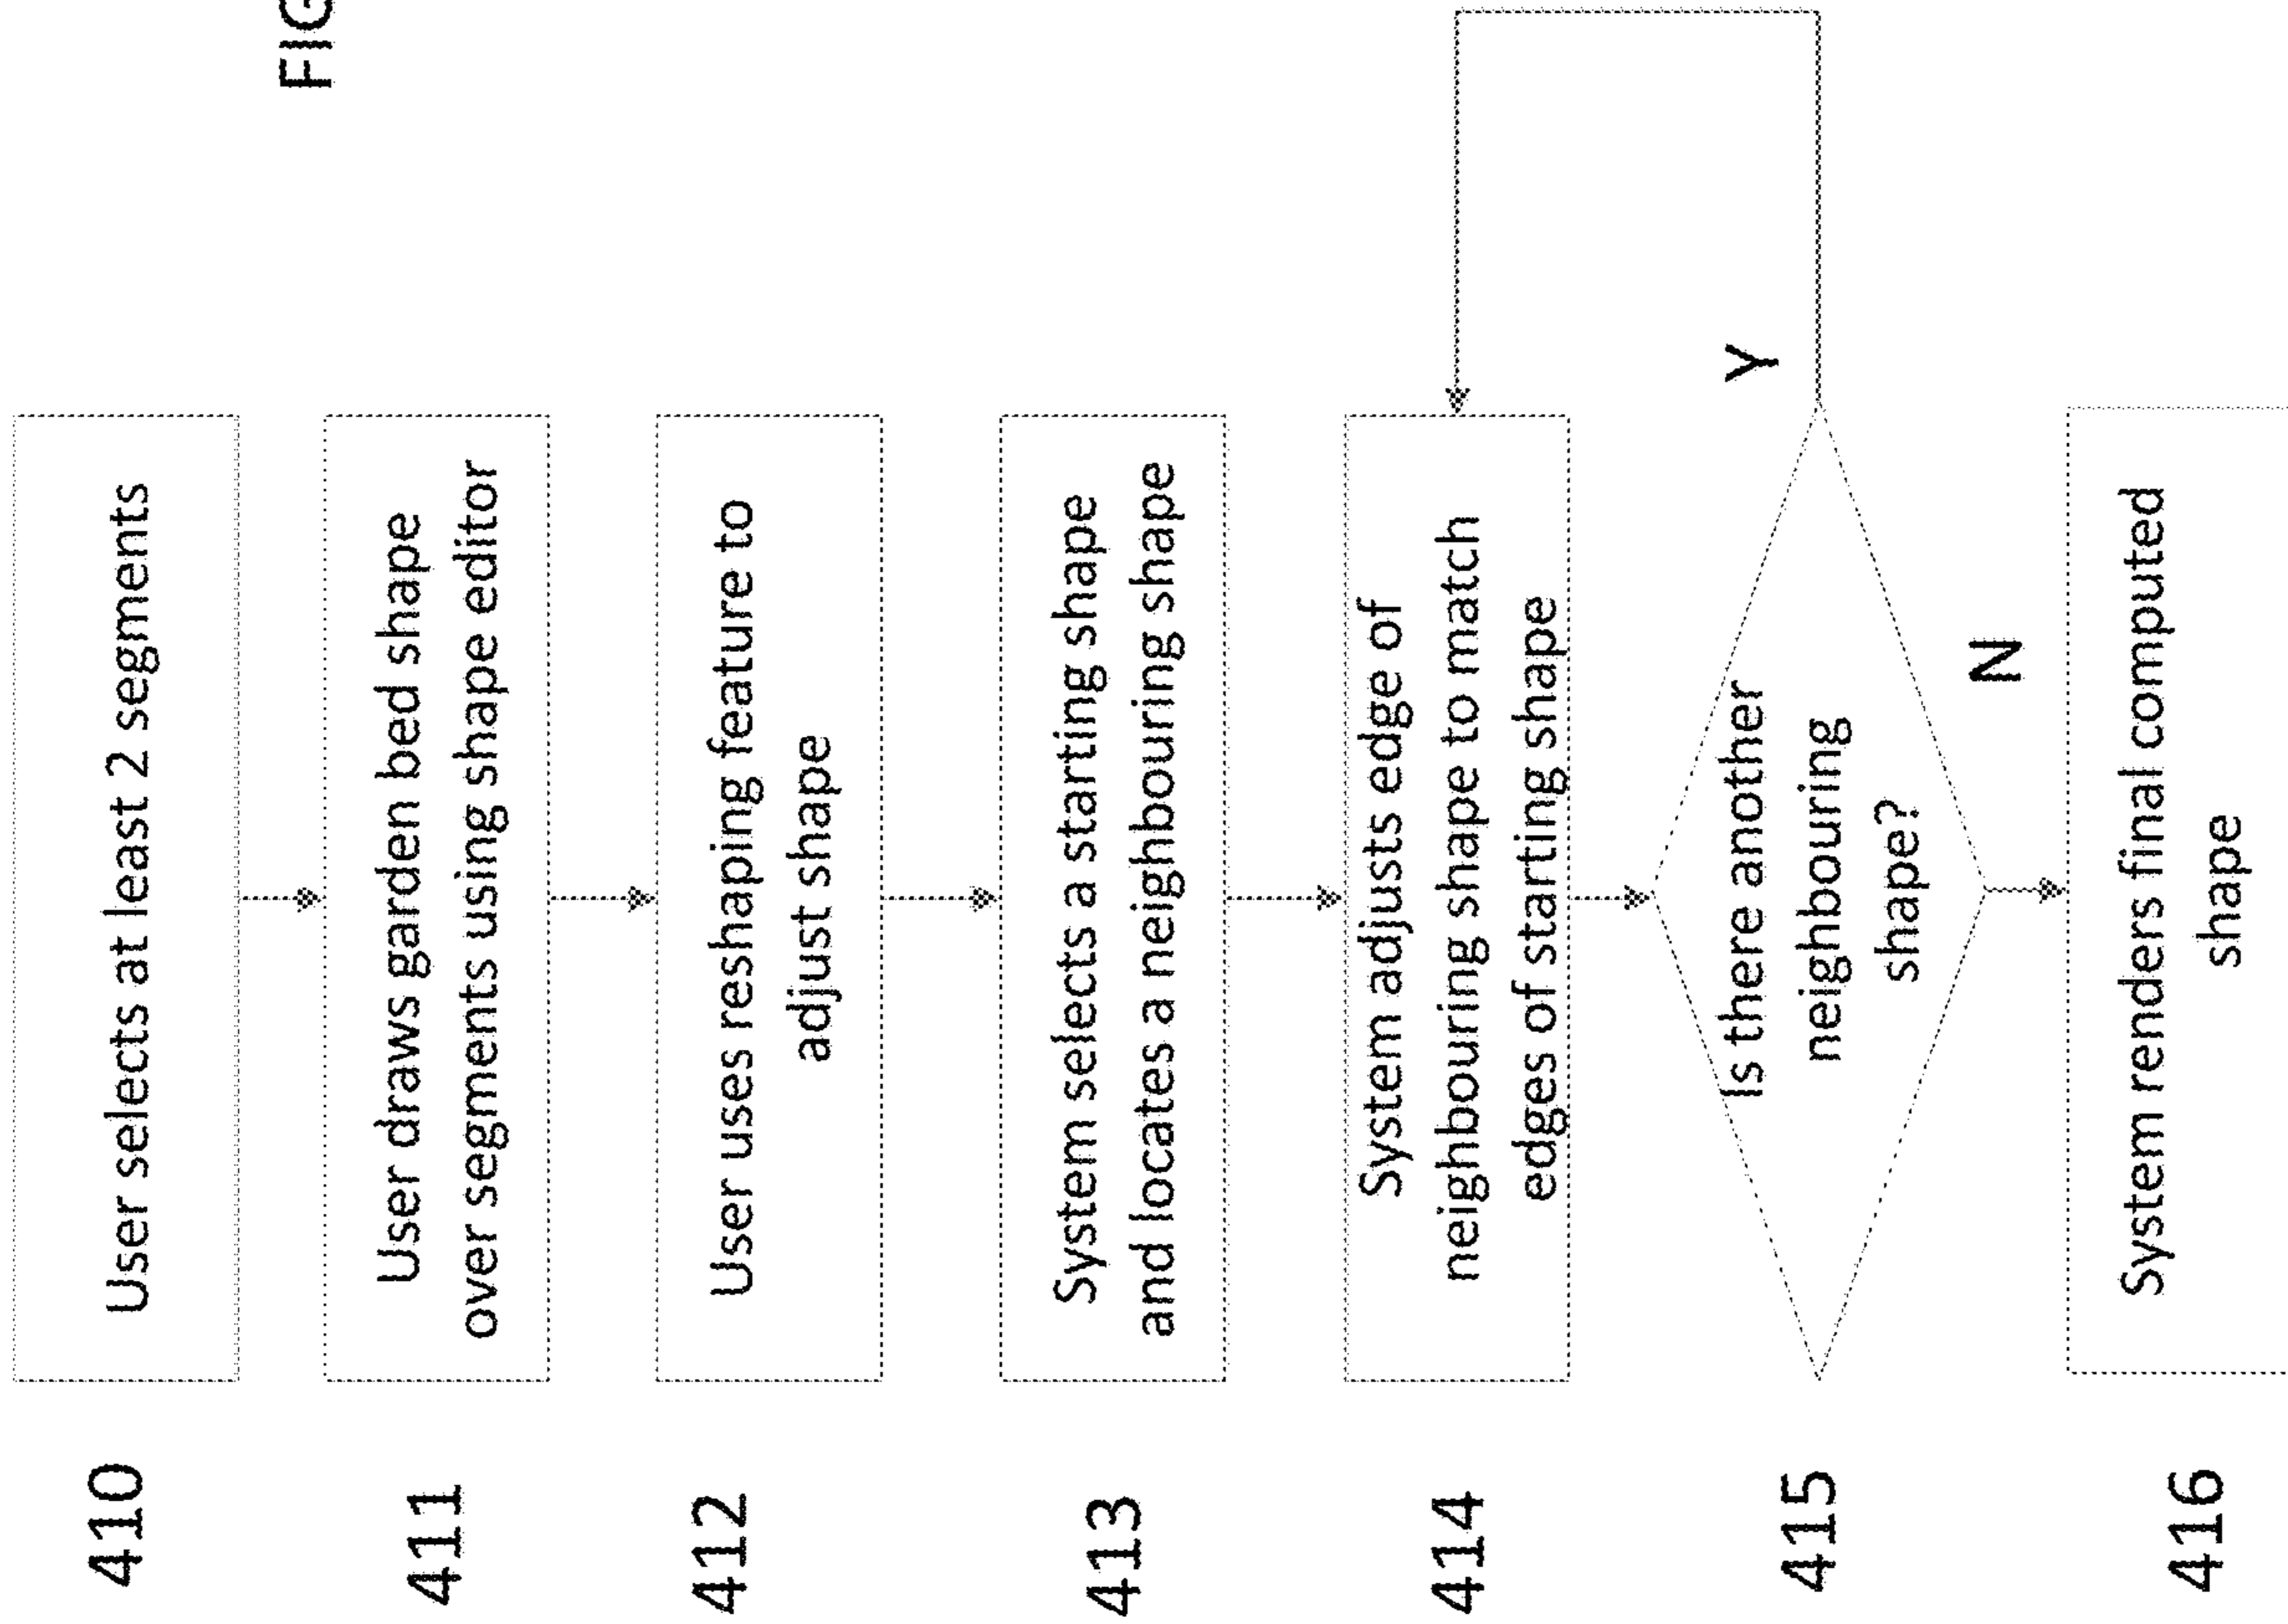 FIG
410
User selects at least 2 segments
411
User draws garden bed shape
over segments using shape editor
412
User uses reshaping feature to
adjust shape
413
System selects a starting shape
and locates a neighbouring shape
414
System adjusts edge of
neighbouring shape to match
edges of starting shape
415
Is there another
neighbouring
shape?
Y
N
416
System renders final computed
shape